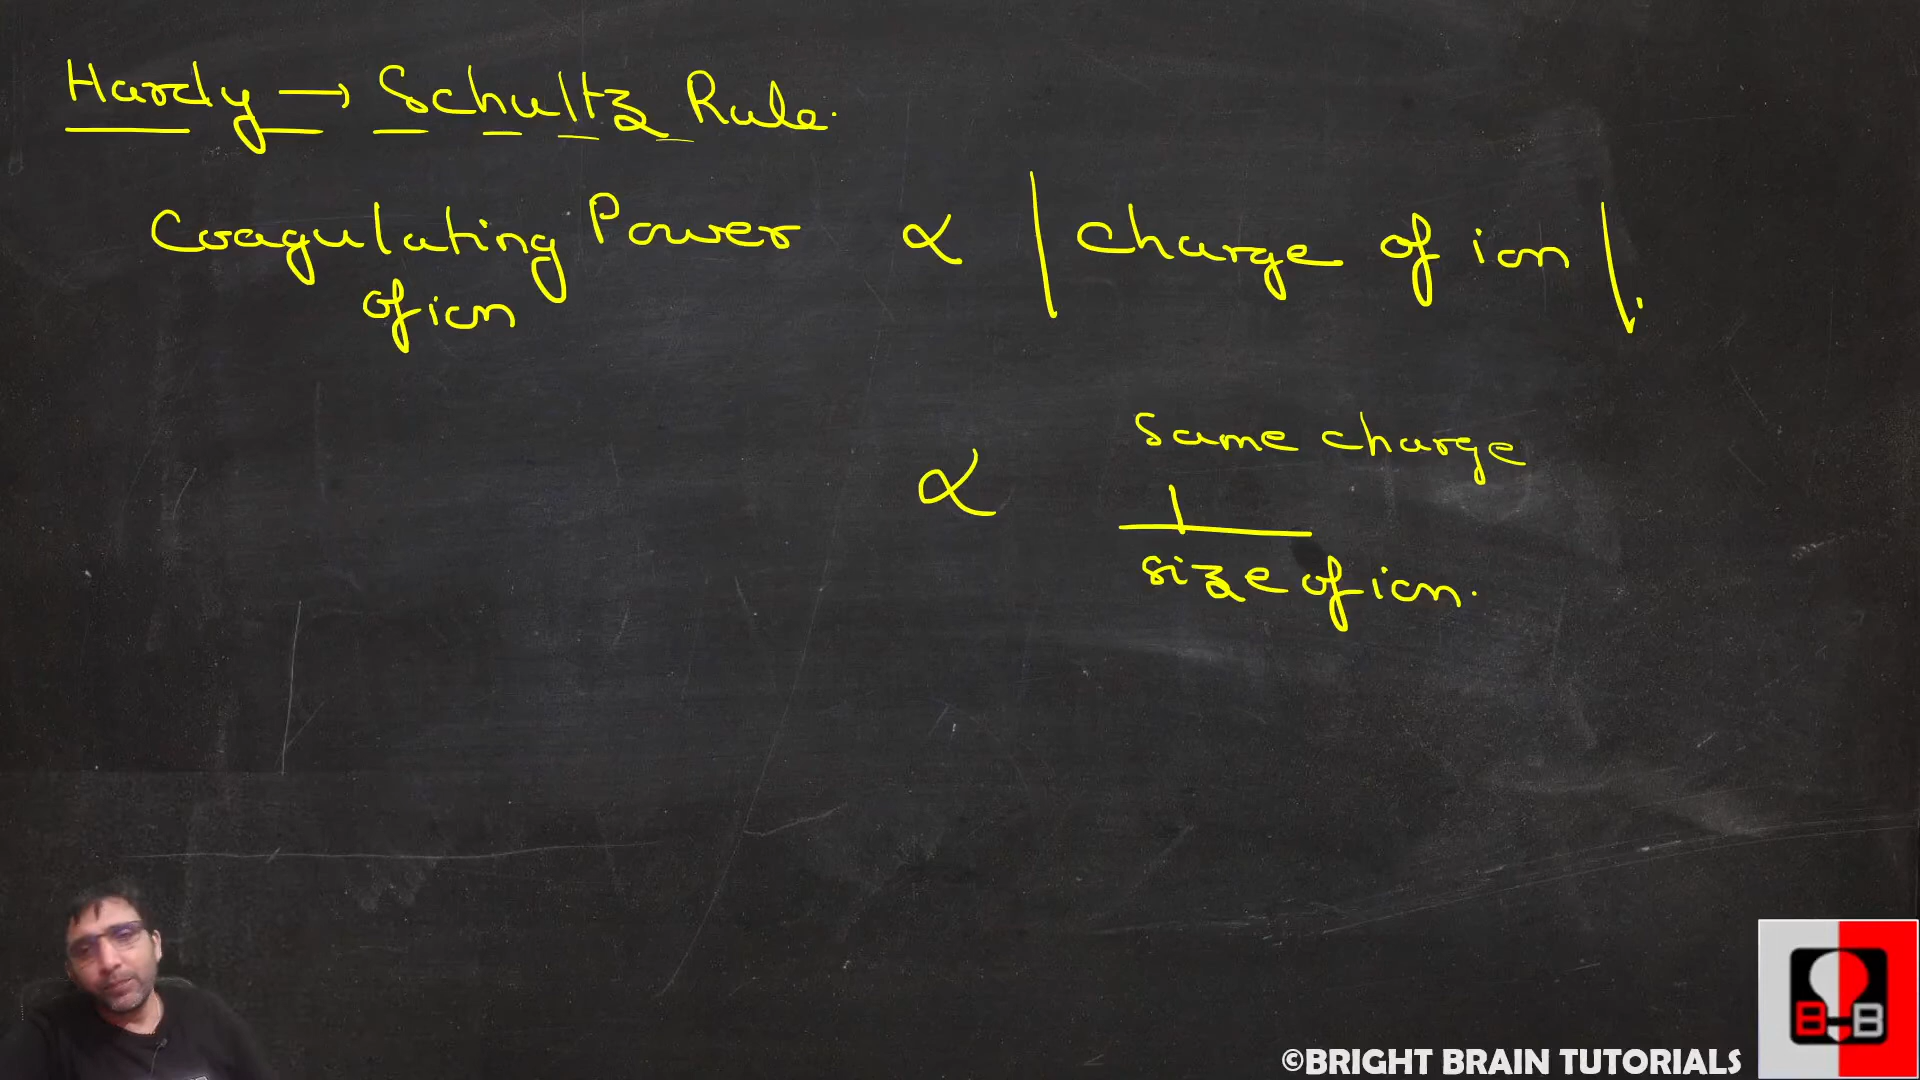 Hardy → Schultz Rule.
Coagulating Power ∝ | charge of ion |.
of ion
same charge
∝ 1
size of ion.
B B
©BRIGHT BRAIN TUTORIALS